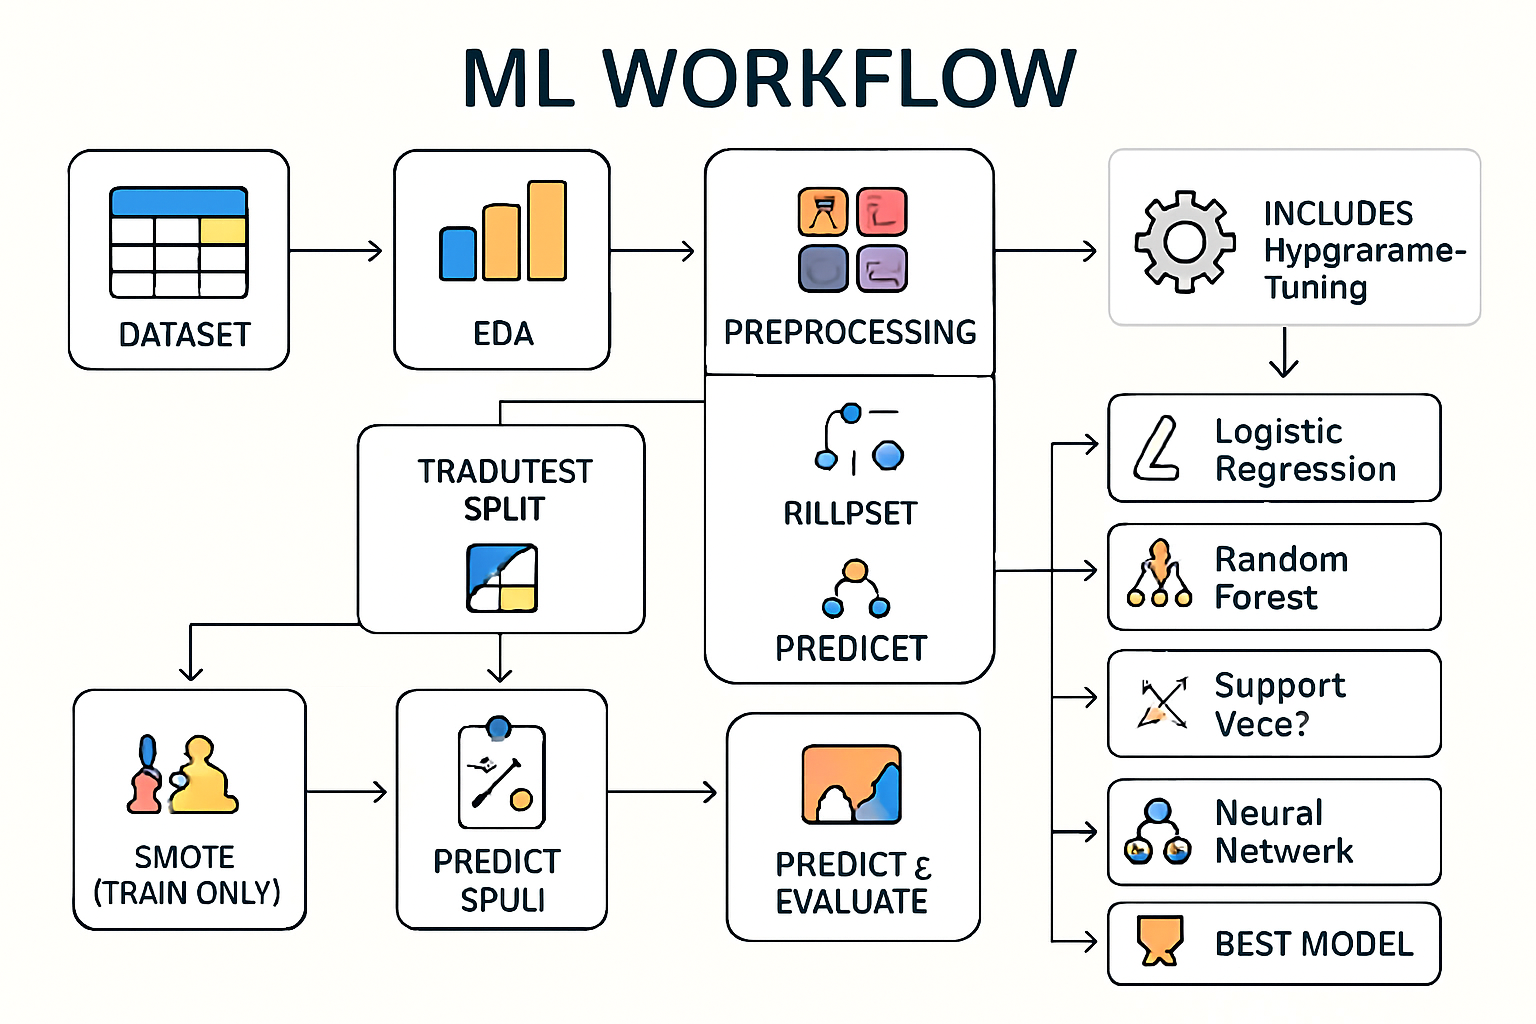 ML WORKFLOW
DATASET
EDA
PREPROCESSING
INCLUDES
Hypgrarame-
Tuning
TRADUTEST
SPLIT
RILLPSET
PREDICET
Logistic
Regression
Random
Forest
Support
Vece?
Neural
Netwerk
BEST MODEL
SMOTE
(TRAIN ONLY)
PREDICT
SPULI
PREDICT &
EVALUATE